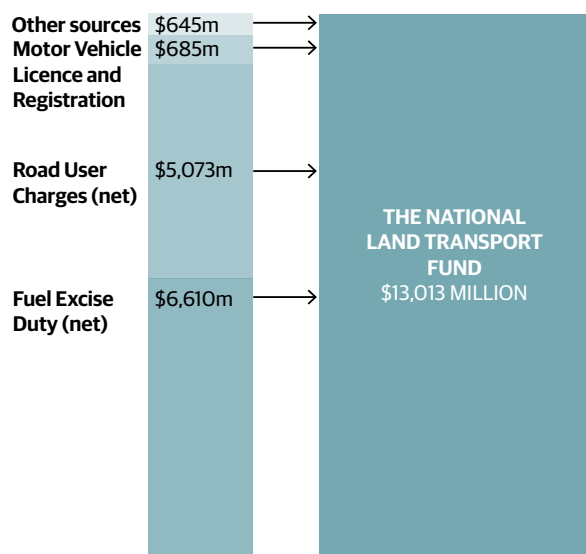 Other sources $645m
Motor Vehicle $685m
Licence and
Registration
Road User $5,073m
Charges (net)
THE NATIONAL
LAND TRANSPORT
FUND
$13,013 MILLION
Fuel Excise $6,610m
Duty (net)